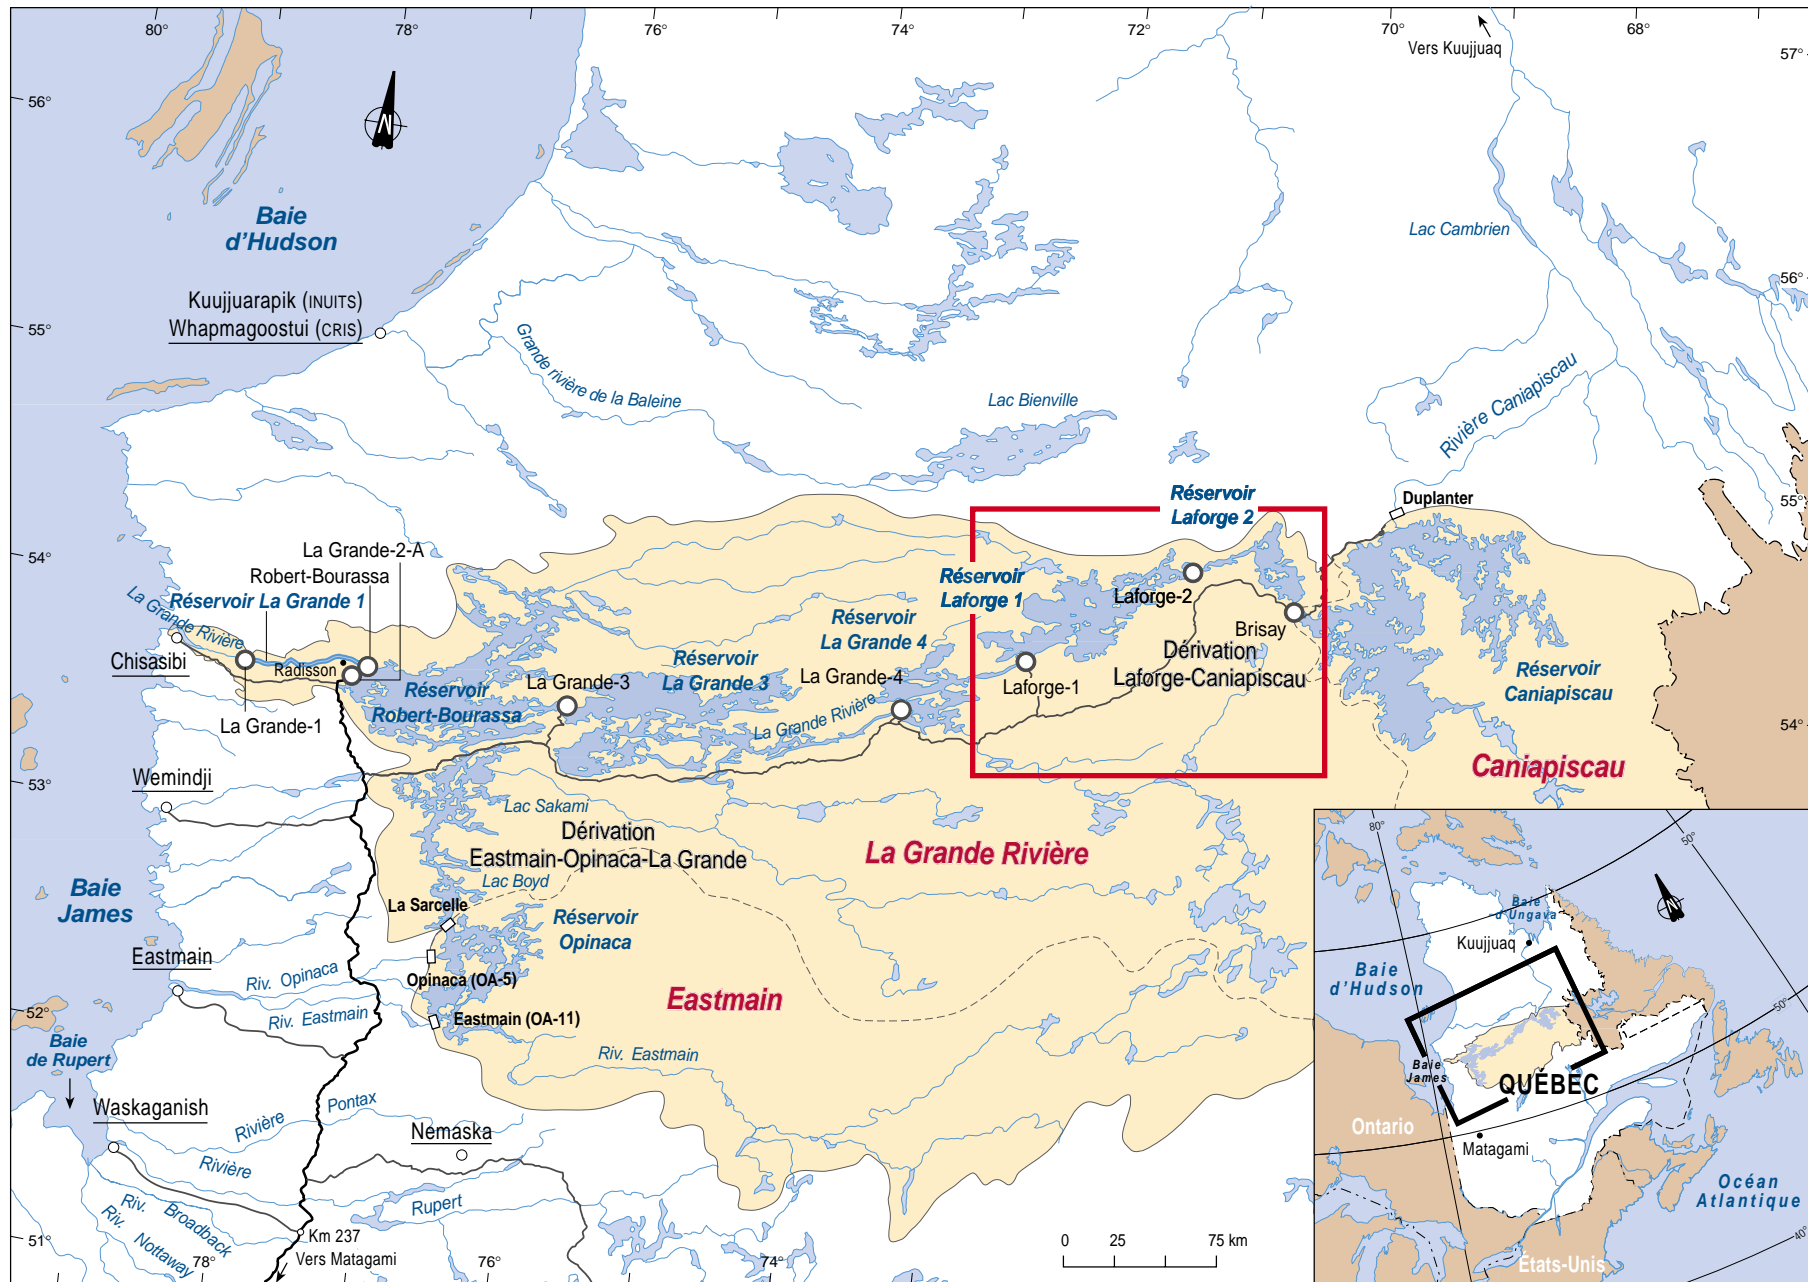 80°
78°
76°
74°
72°
70°
68°
57°
Vers Kuujjuaq
56°
N
Baie
d'Hudson
Lac Cambrien
56°
Kuujjuarapik (INUITS)
Whapmagoostui (CRIS)
55°
Grande rivière de la Baleine
Lac Bienville
Rivière Caniapiscau
Réservoir
Laforge 2
Duplanter
55°
54°
La Grande-2-A
Robert-Bourassa
Réservoir La Grande 1
La Grande Rivière
Réservoir
Laforge 1
Laforge-2
Réservoir
La Grande 4
Brisay
Dérivation
Laforge-Caniapiscau
Chisasibi
Radisson
Réservoir
La Grande 3
La Grande-4
La Grande-3
Réservoir
Robert-Bourassa
Laforge-1
Réservoir
Caniapiscau
La Grande Rivière
La Grande-1
54°
53°
Wemindji
Caniapiscau
Lac Sakami
Dérivation
Eastmain-Opinaca-La Grande
La Grande Rivière
Lac Boyd
Baie
James
La Sarcelle
Réservoir
Opinaca
Eastmain
Riv. Opinaca
Opinaca (OA-5)
Eastmain
52°
Riv. Eastmain
Eastmain (OA-11)
Baie
de Rupert
Riv. Eastmain
Waskaganish
Rivière Pontax
Nemaska
Rivière Rupert
Riv. Broadback
Riv. Nottaway
51°
Km 237
Vers Matagami
78°
76°
74°
0 25 75 km
80°
50°
N
Baie
d'Ungava
Kuujjuaq
Baie
d'Hudson
50°
Baie
James
QUÉBEC
Ontario
Matagami
Océan
Atlantique
États-Unis
40°